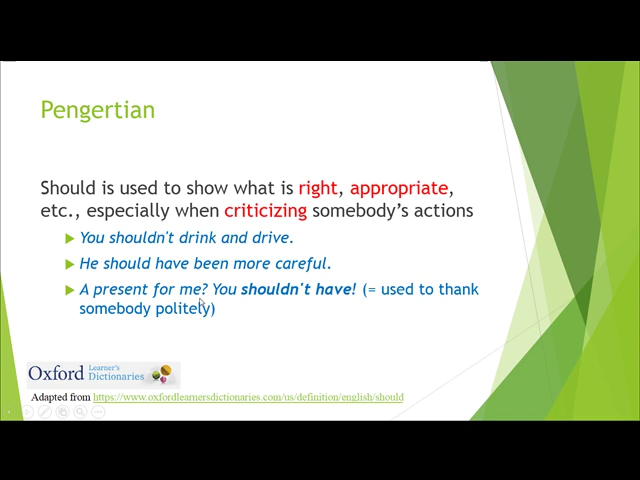 Pengertian
Should is used to show what is right, appropriate,
etc., especially when criticizing somebody's actions
You shouldn't drink and drive.
He should have been more careful.
A present for me? You shouldn't have! (= used to thank
somebody politely)
Oxford Learner's Dictionaries
Adapted from https://www.oxfordlearnersdictionaries.com/us/definition/english/should